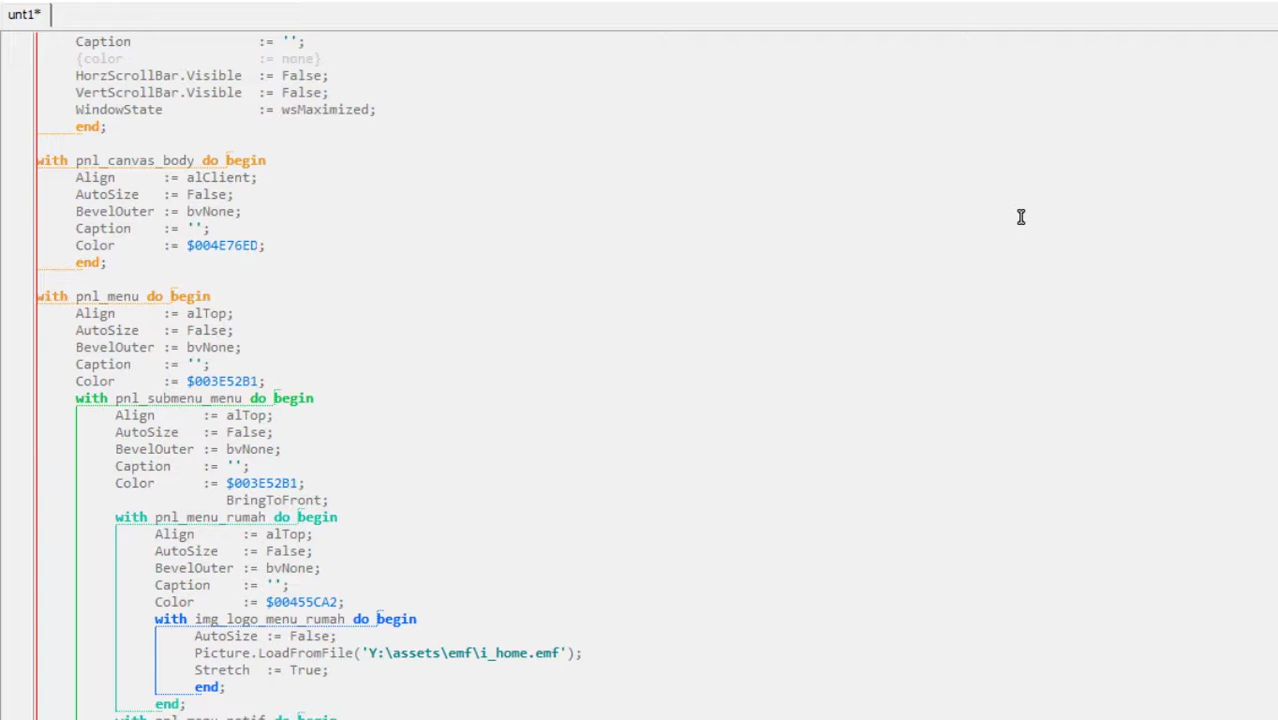 unt1*
Caption := '';
{color := none}
HorzScrollBar.Visible := False;
VertScrollBar.Visible := False;
WindowState := wsMaximized;
end;
with pnl_canvas_body do begin
Align := alClient;
AutoSize := False;
BevelOuter := bvNone;
Caption := '';
Color := $004E76ED;
end;
with pnl_menu do begin
Align := alTop;
AutoSize := False;
BevelOuter := bvNone;
Caption := '';
Color := $003E52B1;
with pnl_submenu_menu do begin
Align := alTop;
AutoSize := False;
BevelOuter := bvNone;
Caption := '';
Color := $003E52B1;
BringToFront;
with pnl_menu_rumah do begin
Align := alTop;
AutoSize := False;
BevelOuter := bvNone;
Caption := '';
Color := $00455CA2;
with img_logo_menu_rumah do begin
AutoSize := False;
Picture.LoadFromFile('Y:\assets\emf\i_home.emf');
Stretch := True;
end;
end;
with pnl_menu_notif do begin